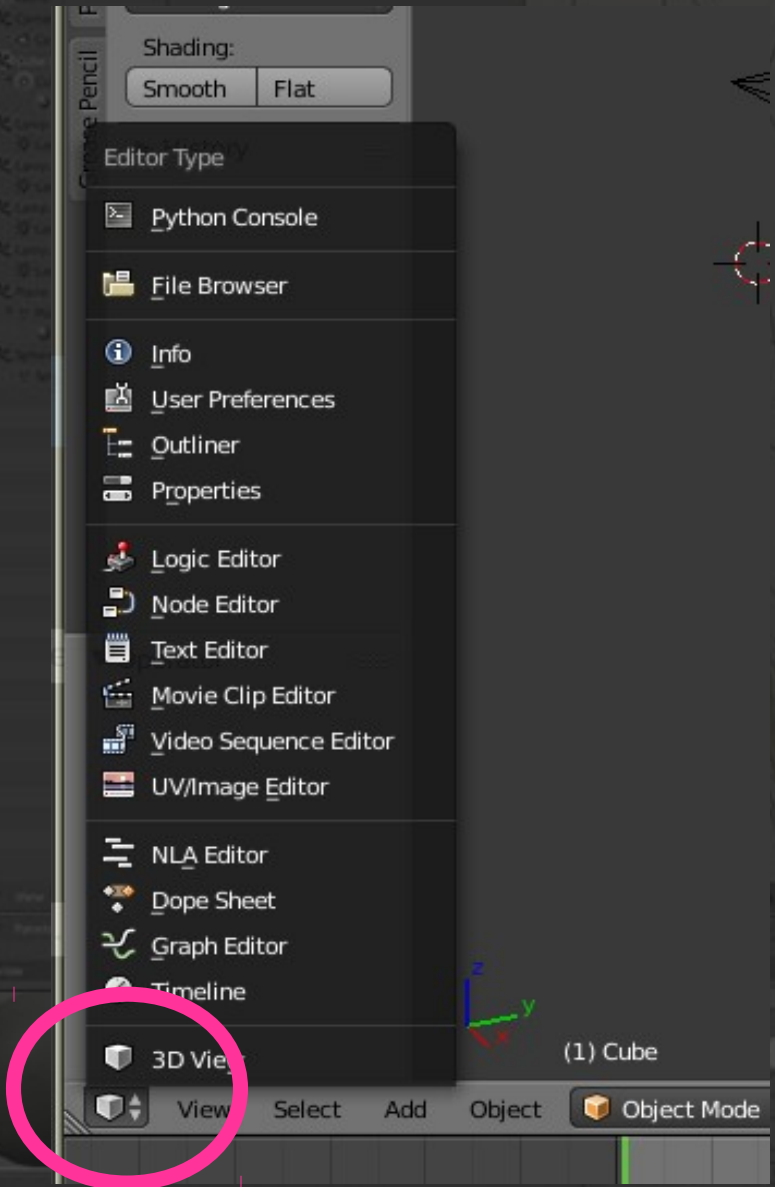 Shading:
Smooth Flat
Grease Pencil
Editor Type
Python Console
File Browser
Info
User Preferences
Outliner
Properties
Logic Editor
Node Editor
Text Editor
Movie Clip Editor
Video Sequence Editor
UV/Image Editor
NLA Editor
Dope Sheet
Graph Editor
Timeline
3D View
z
y
x
(1) Cube
View Select Add Object Object Mode